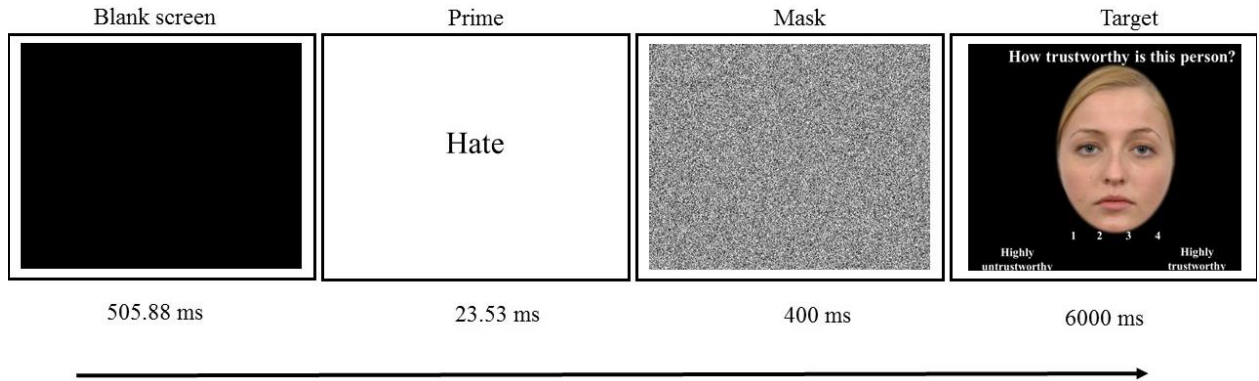 Blank screen
Prime
Mask
Target
Hate
How trustworthy is this person?
1 2 3 4
Highly untrustworthy
Highly trustworthy
505.88 ms
23.53 ms
400 ms
6000 ms